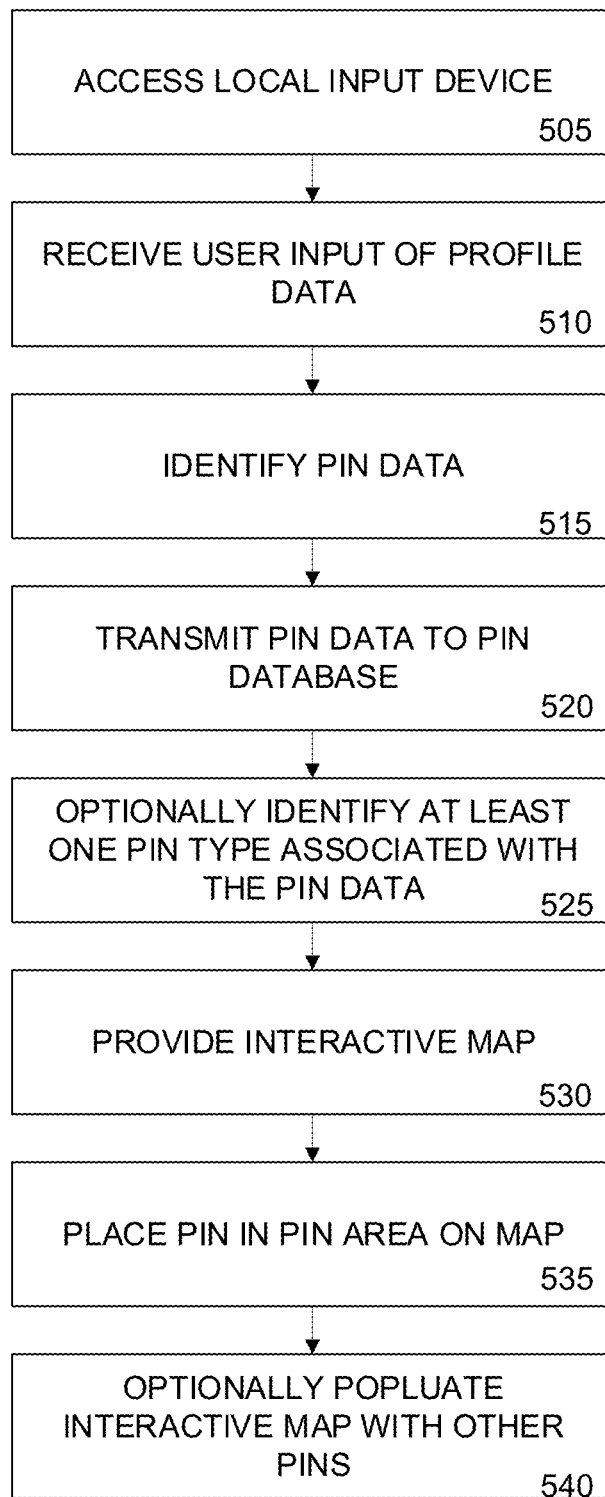 ACCESS LOCAL INPUT DEVICE
505
RECEIVE USER INPUT OF PROFILE
DATA
510
IDENTIFY PIN DATA
515
TRANSMIT PIN DATA TO PIN
DATABASE
520
OPTIONALLY IDENTIFY AT LEAST
ONE PIN TYPE ASSOCIATED WITH
THE PIN DATA
525
PROVIDE INTERACTIVE MAP
530
PLACE PIN IN PIN AREA ON MAP
535
OPTIONALLY POPLUATE
INTERACTIVE MAP WITH OTHER
PINS
540